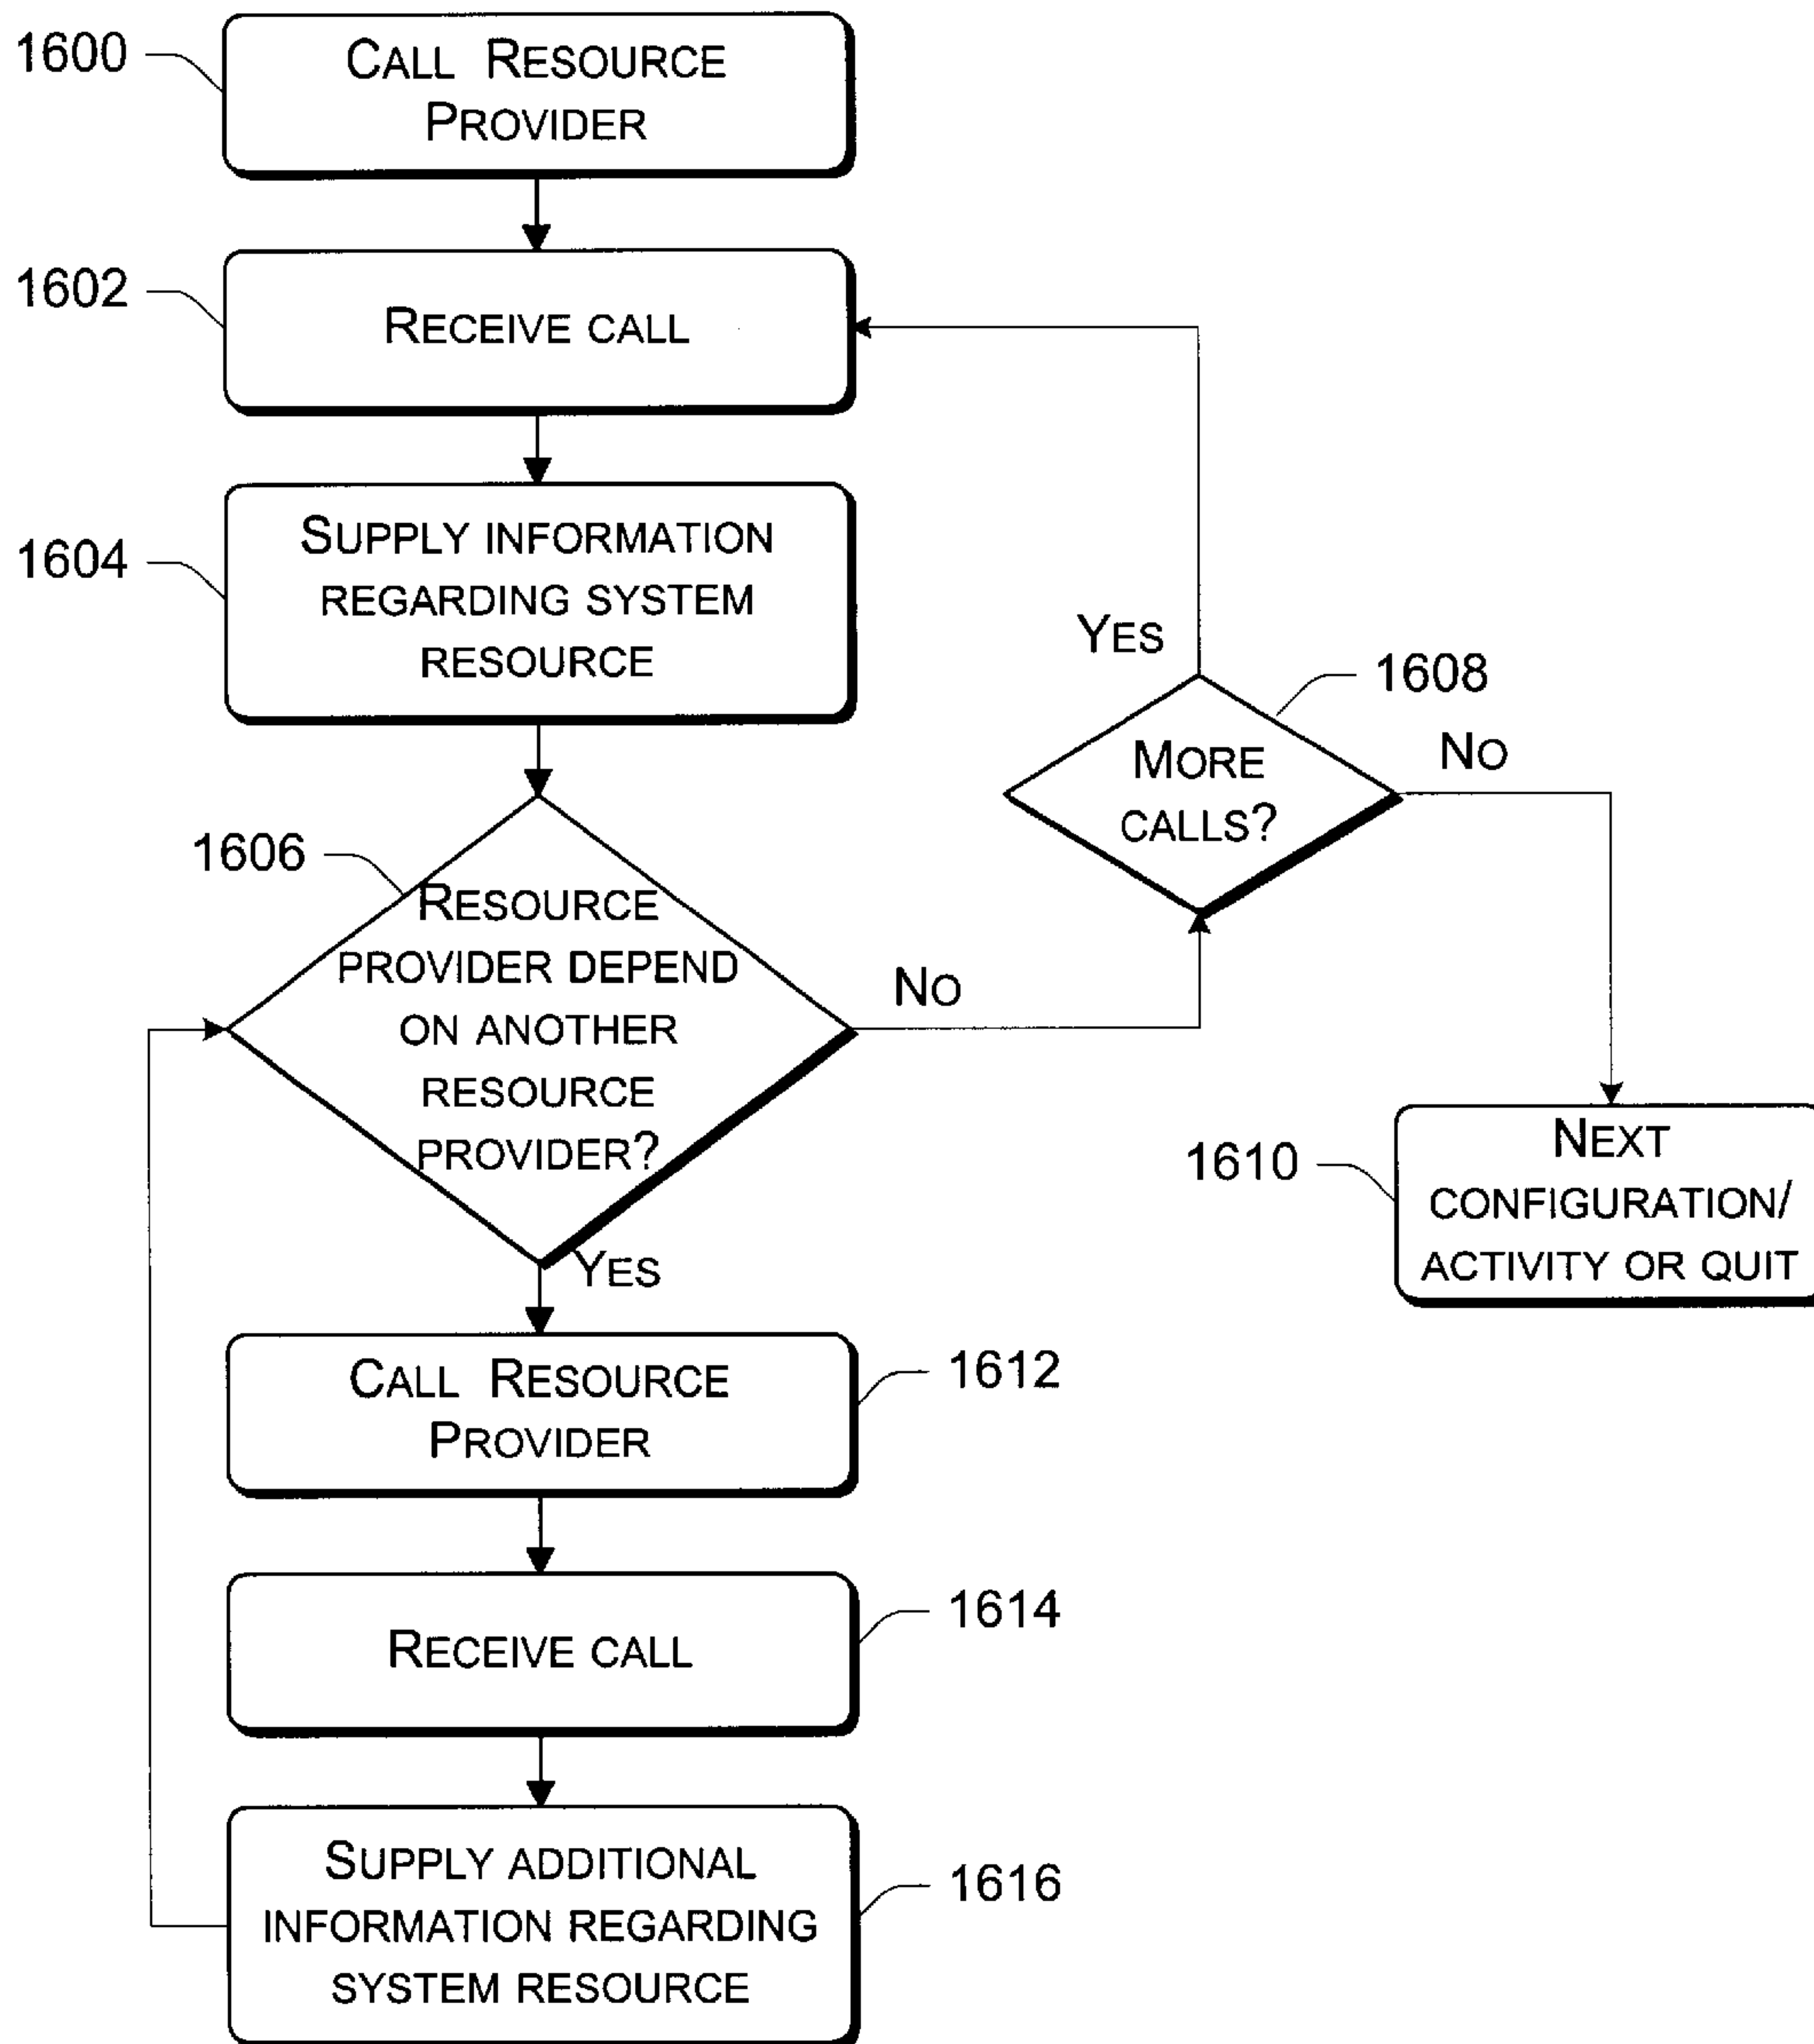 1600
CALL RESOURCE
PROVIDER
1602
RECEIVE CALL
1604
SUPPLY INFORMATION
REGARDING SYSTEM
RESOURCE
YES
1608
MORE
CALLS?
NO
1606
RESOURCE
PROVIDER DEPEND
ON ANOTHER
RESOURCE
PROVIDER?
NO
YES
1610
NEXT
CONFIGURATION/
ACTIVITY OR QUIT
CALL RESOURCE
PROVIDER
1612
RECEIVE CALL
1614
SUPPLY ADDITIONAL
INFORMATION REGARDING
SYSTEM RESOURCE
1616